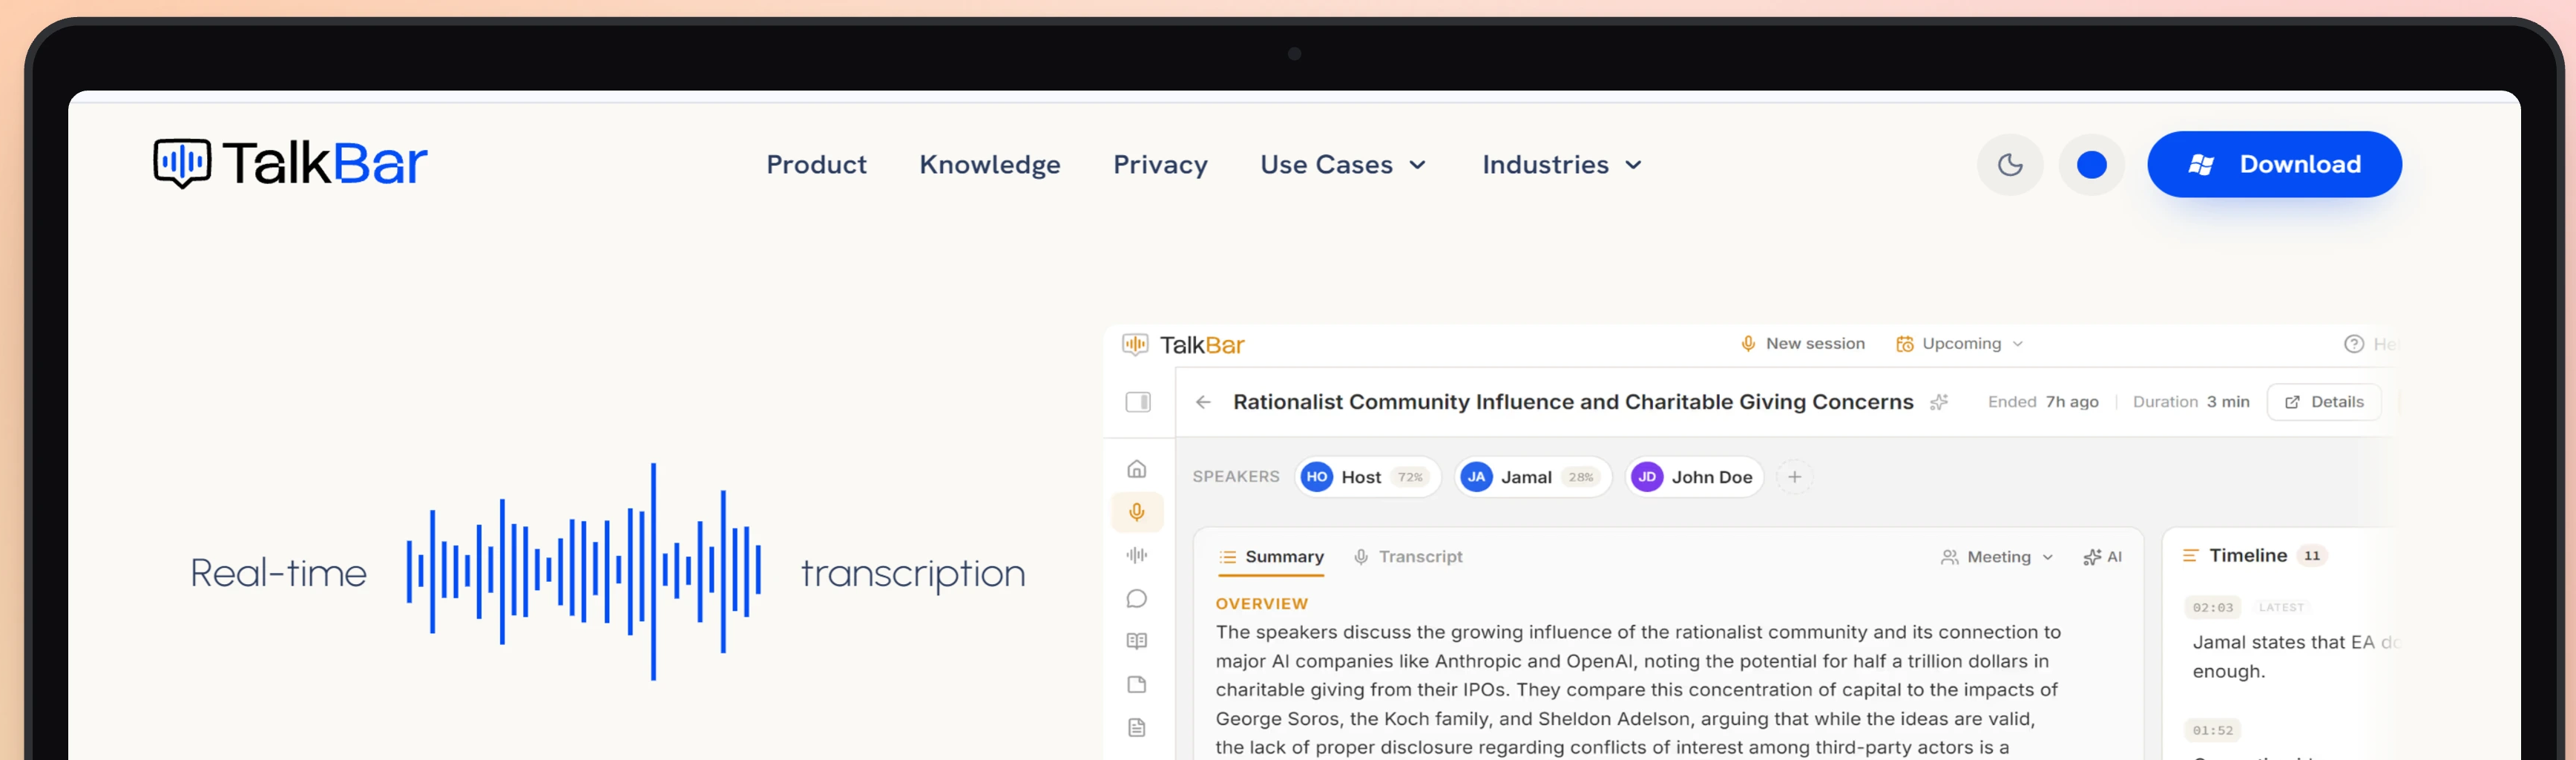 TalkBar
Product Knowledge Privacy Use Cases Industries
Download
Real-time transcription
TalkBar
New session Upcoming
Rationalist Community Influence and Charitable Giving Concerns
Ended 7h ago Duration 3 min Details
SPEAKERS HO Host 72% JA Jamal 28% JD John Doe
Summary Transcript Meeting AI
OVERVIEW
The speakers discuss the growing influence of the rationalist community and its connection to
major AI companies like Anthropic and OpenAI, noting the potential for half a trillion dollars in
charitable giving from their IPOs. They compare this concentration of capital to the impacts of
George Soros, the Koch family, and Sheldon Adelson, arguing that while the ideas are valid,
the lack of proper disclosure regarding conflicts of interest among third-party actors is a
Timeline 11
02:03 LATEST
Jamal states that EA
enough.
01:52